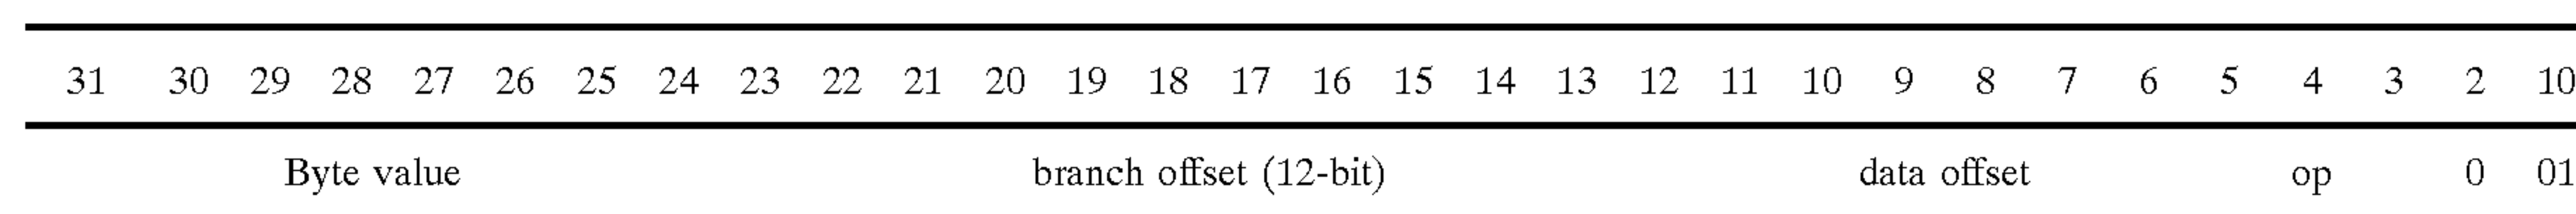 31 30 29 28 27 26 25 24 23 22 21 20 19 18 17 16 15 14 13 12 11 10 9 8 7 6 5 4 3 2 10
Byte value branch offset (12-bit) data offset op 0 01